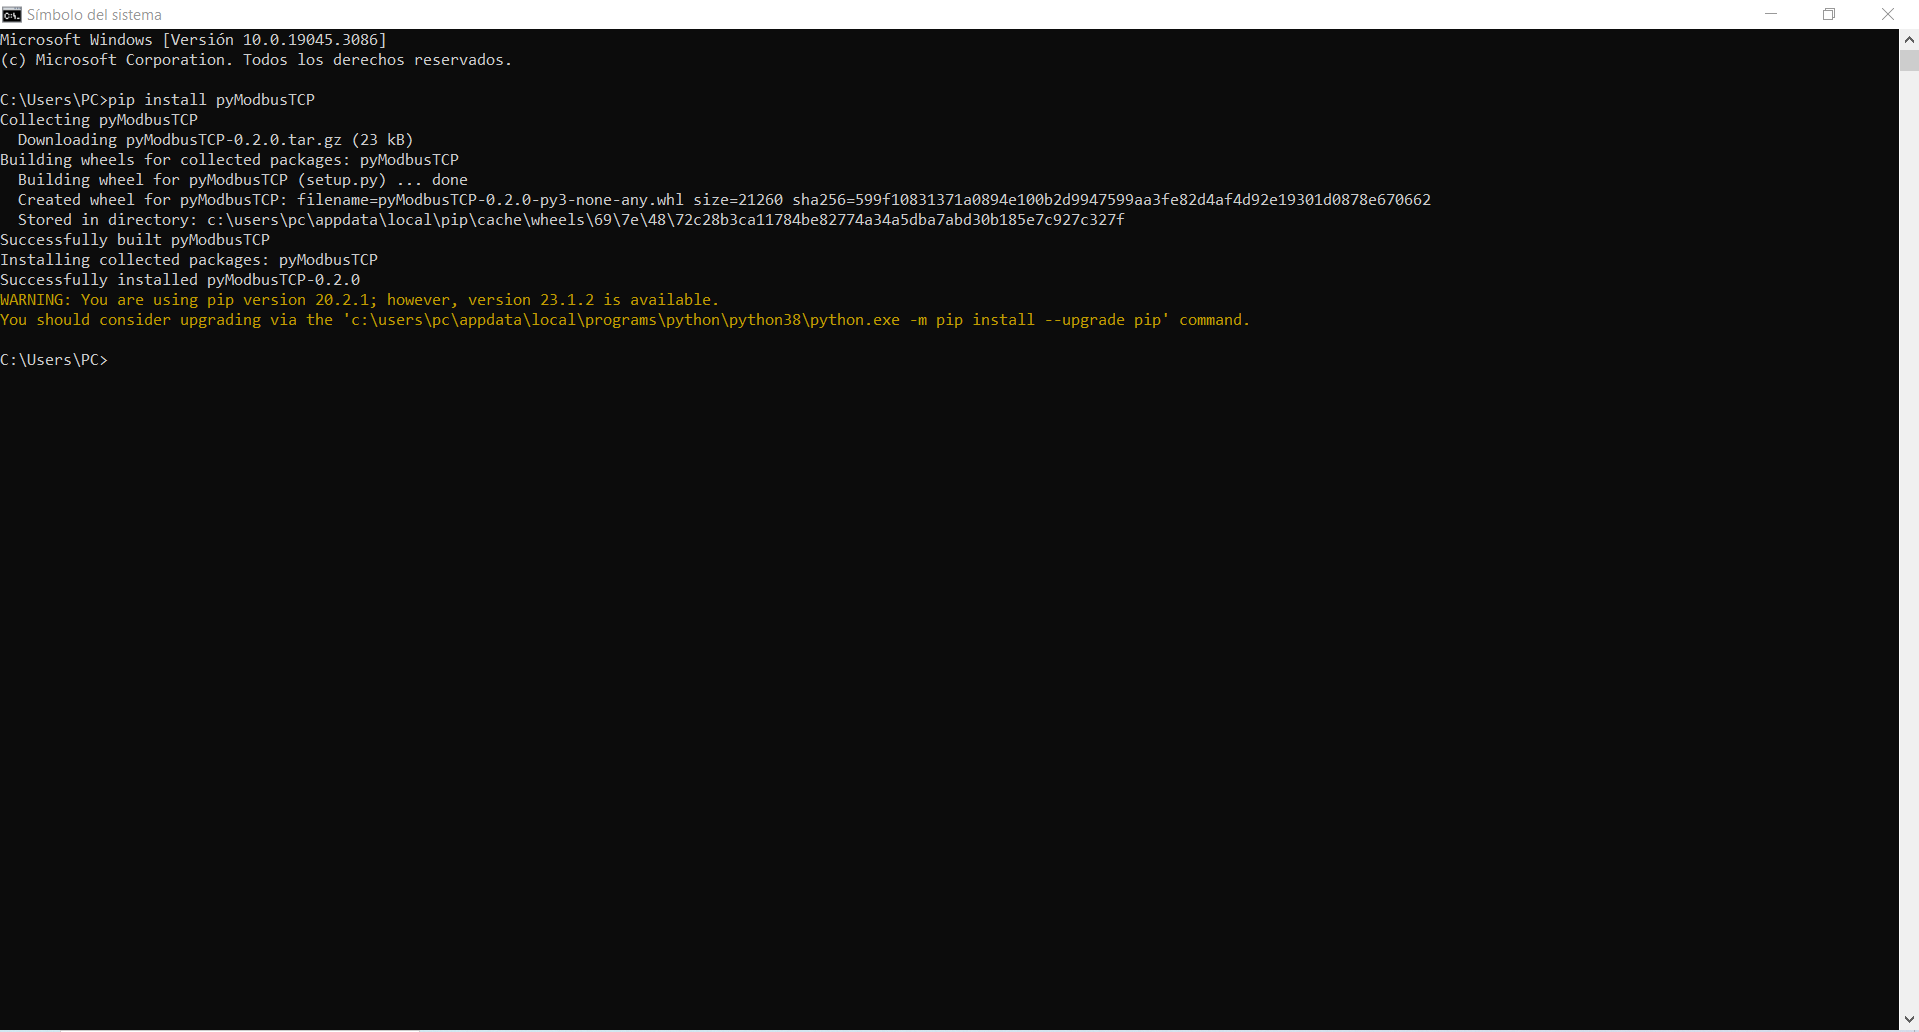 Símbolo del sistema
Microsoft Windows [Versión 10.0.19045.3086]
(c) Microsoft Corporation. Todos los derechos reservados.
C:\Users\PC>pip install pyModbusTCP
Collecting pyModbusTCP
  Downloading pyModbusTCP-0.2.0.tar.gz (23 kB)
Building wheels for collected packages: pyModbusTCP
  Building wheel for pyModbusTCP (setup.py) ... done
  Created wheel for pyModbusTCP: filename=pyModbusTCP-0.2.0-py3-none-any.whl size=21260 sha256=599f10831371a0894e100b2d9947599aa3fe82d4af4d92e19301d0878e670662
  Stored in directory: c:\users\pc\appdata\local\pip\cache\wheels\69\7e\48\72c28b3ca11784be82774a34a5dba7abd30b185e7c927c327f
Successfully built pyModbusTCP
Installing collected packages: pyModbusTCP
Successfully installed pyModbusTCP-0.2.0
WARNING: You are using pip version 20.2.1; however, version 23.1.2 is available.
You should consider upgrading via the 'c:\users\pc\appdata\local\programs\python\python38\python.exe -m pip install --upgrade pip' command.
C:\Users\PC>